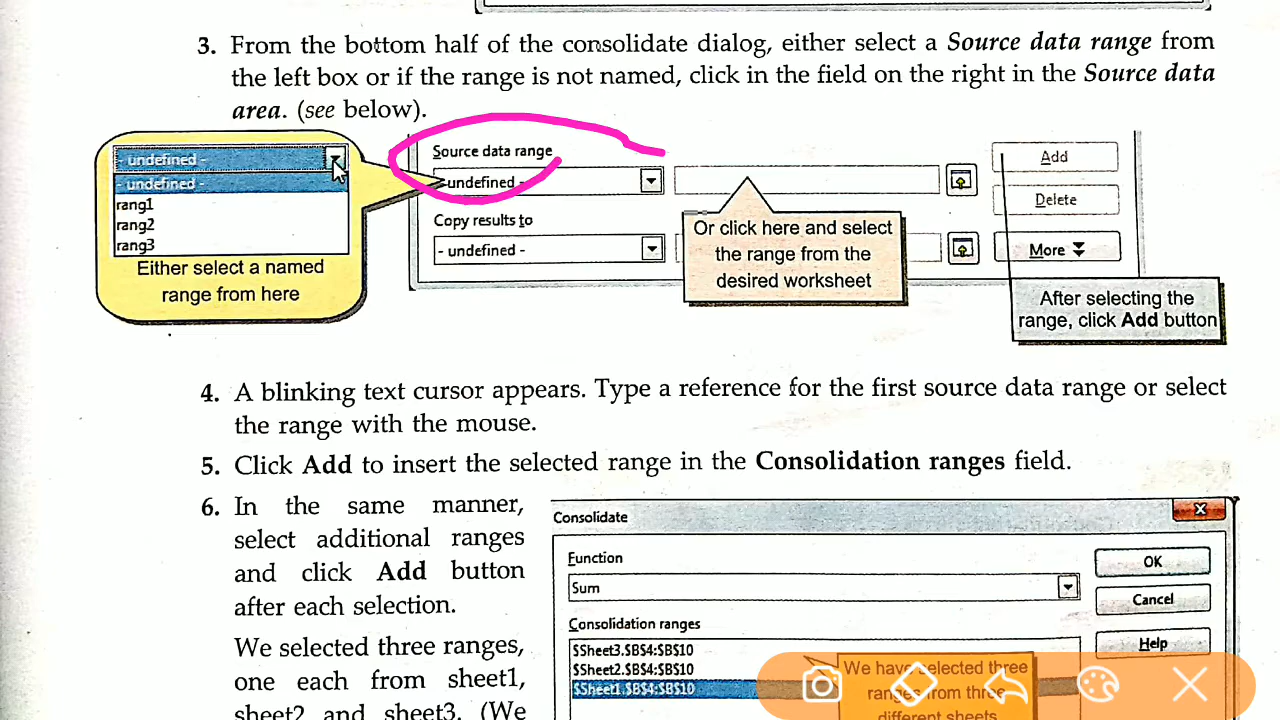 3. From the bottom half of the consolidate dialog, either select a Source data range from
the left box or if the range is not named, click in the field on the right in the Source data
area. (see below).
- undefined -
- undefined -
rang1
rang2
rang3
Either select a named
range from here
Source data range
- undefined -
Copy results to
- undefined -
Or click here and select
the range from the
desired worksheet
Add
Delete
More
After selecting the
range, click Add button
4. A blinking text cursor appears. Type a reference for the first source data range or select
the range with the mouse.
5. Click Add to insert the selected range in the Consolidation ranges field.
6. In the same manner,
select additional ranges
and click Add button
after each selection.
We selected three ranges,
one each from sheet1,
sheet2 and sheet3. (We
Consolidate
Function
Sum
Consolidation ranges
$Sheet3.$B$4:$B$10
$Sheet2.$B$4:$B$10
$Sheet1.$B$4:$B$10
OK
Cancel
Help
We have selected three
ranges from three
different sheets